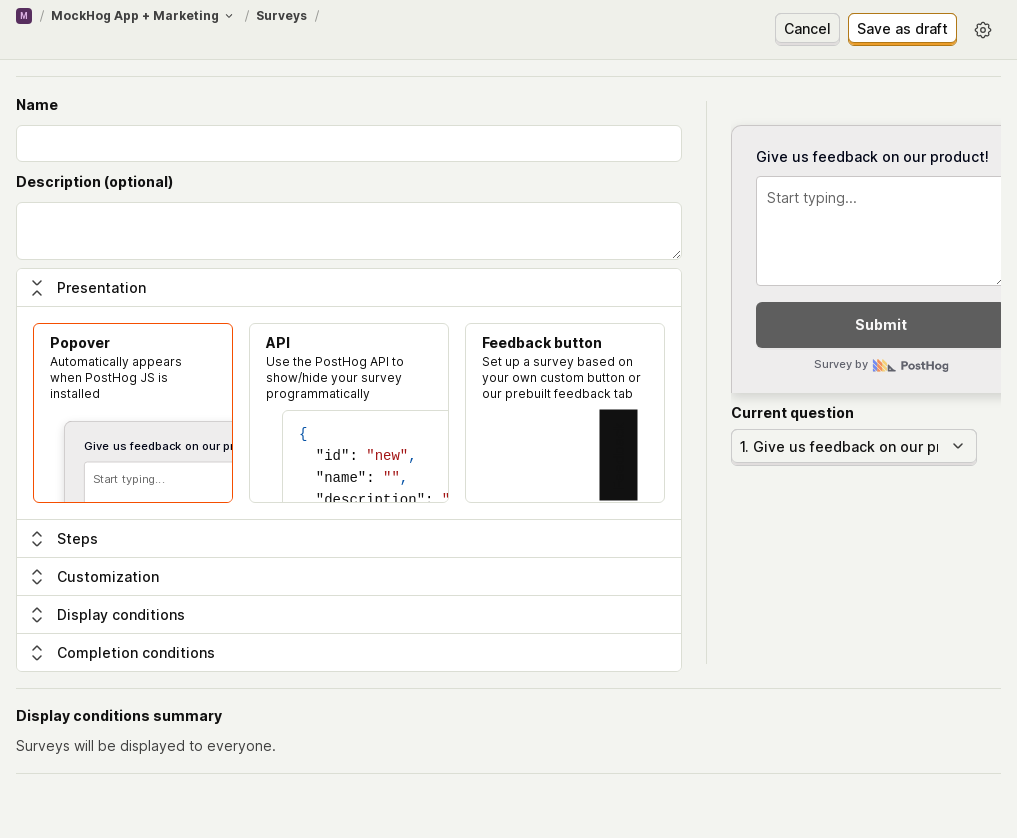 M / MockHog App + Marketing / Surveys /
Cancel
Save as draft
Name
Description (optional)
Presentation
Popover
Automatically appears
when PostHog JS is
installed
Give us feedback on our pr
Start typing...
API
Use the PostHog API to
show/hide your survey
programmatically
{
"id": "new",
"name": "",
"description": "
Feedback button
Set up a survey based on
your own custom button or
our prebuilt feedback tab
Steps
Customization
Display conditions
Completion conditions
Give us feedback on our product!
Start typing...
Submit
Survey by PostHog
Current question
1. Give us feedback on our pr
Display conditions summary
Surveys will be displayed to everyone.